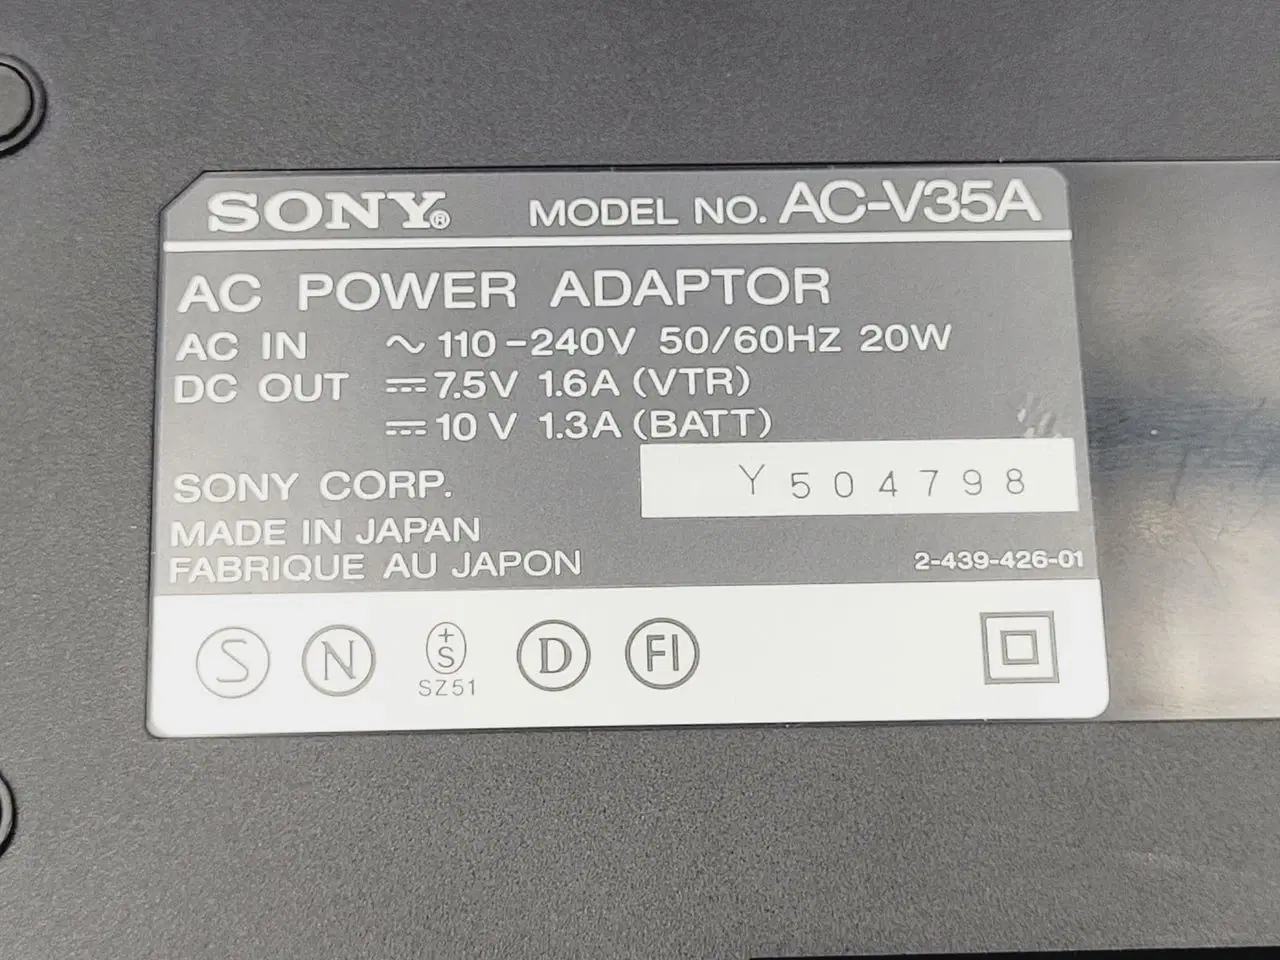 SONY® MODEL NO. AC-V35A
AC POWER ADAPTOR
AC IN ~ 110-240V 50/60Hz 20W
DC OUT ⎓ 7.5V 1.6A (VTR)
⎓ 10 V 1.3A (BATT)
Y 504798
SONY CORP.
MADE IN JAPAN
FABRIQUE AU JAPON
2-439-426-01
S N +S D FI
SZ51